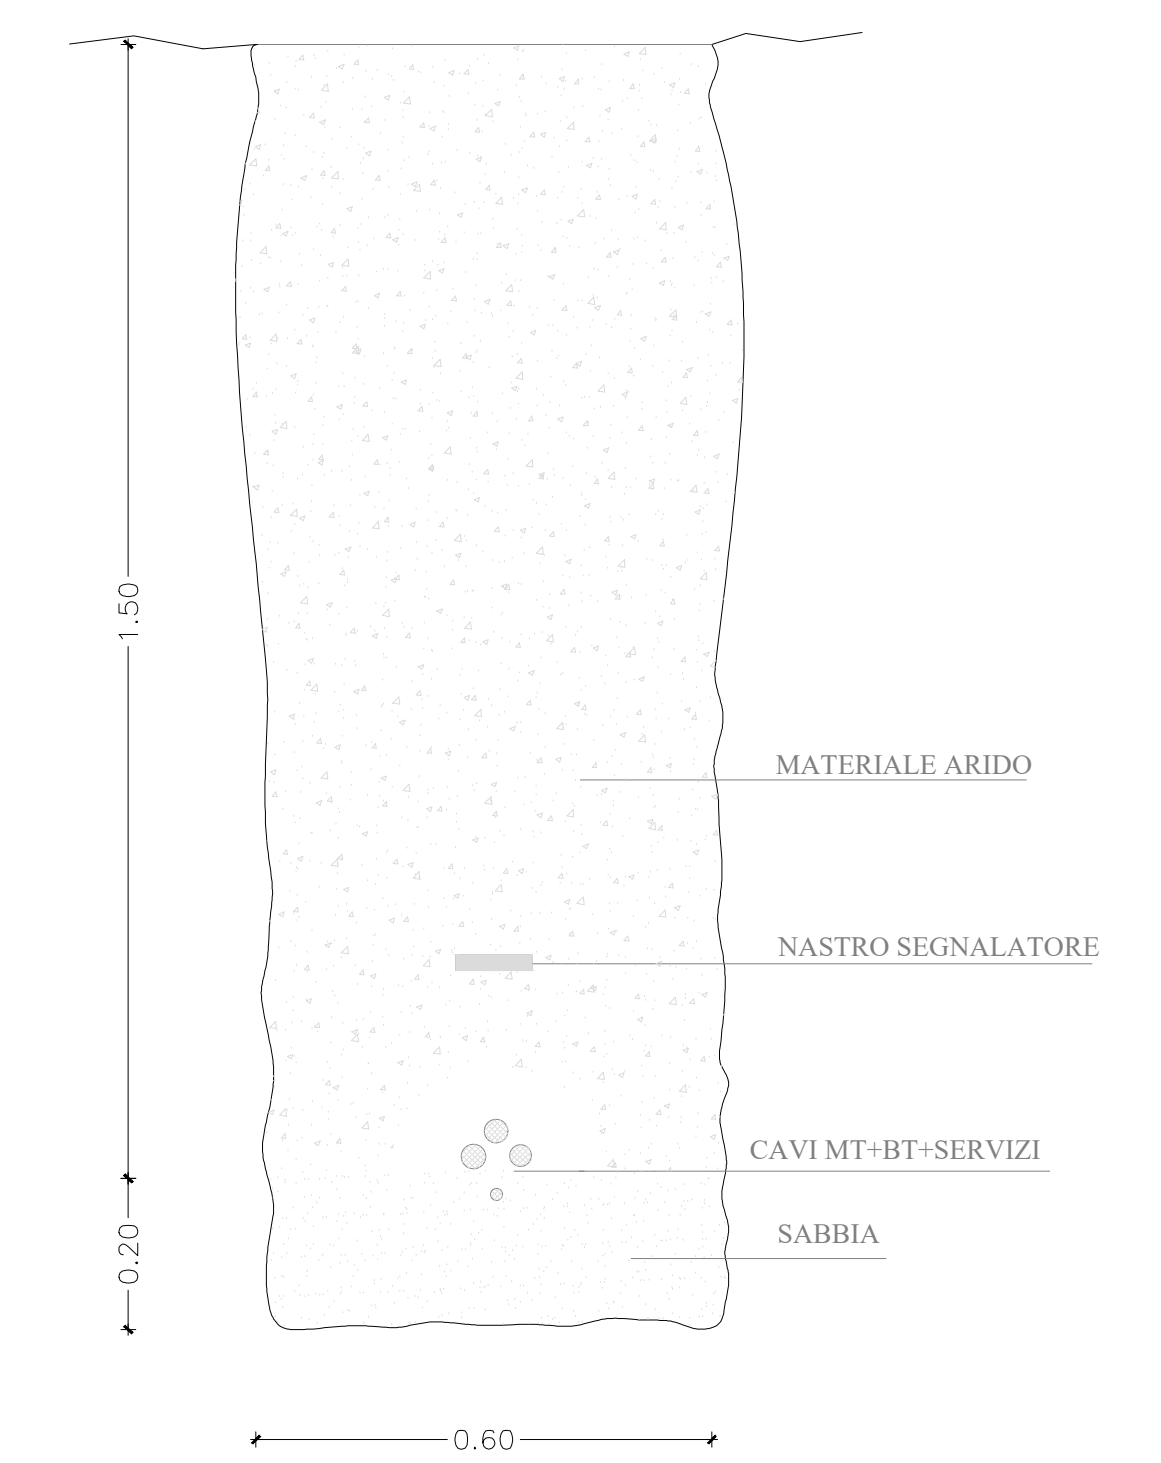 1.50
MATERIALE ARIDO
NASTRO SEGNALATORE
CAVI MT+BT+SERVIZI
SABBIA
0.20
0.60